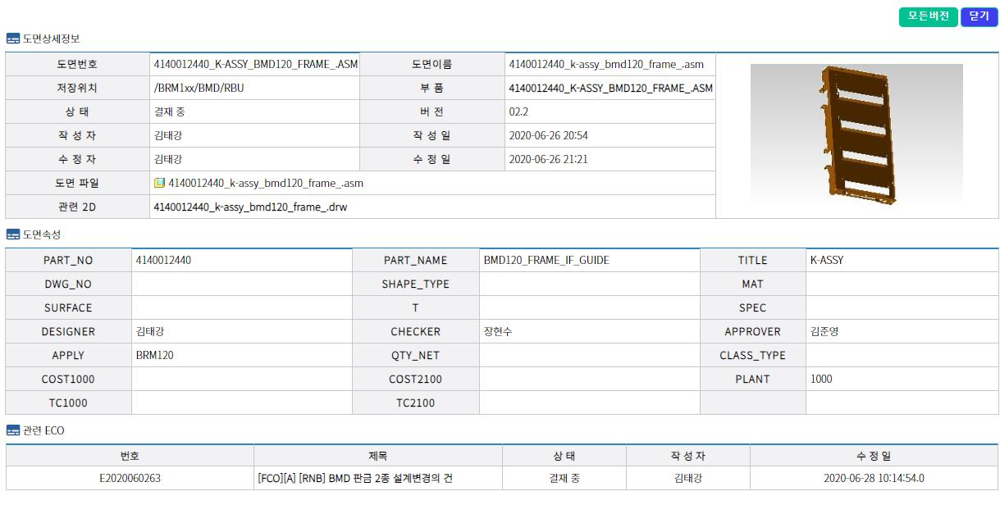 모든버전 닫기
도면상세정보
도면번호 4140012440_K-ASSY_BMD120_FRAME_.ASM 도면이름 4140012440_k-assy_bmd120_frame_.asm
저장위치 /BRM1xx/BMD/RBU 부 품 4140012440_K-ASSY_BMD120_FRAME_.ASM
상 태 결재 중 버 전 02.2
작 성 자 김태강 작 성 일 2020-06-26 20:54
수 정 자 김태강 수 정 일 2020-06-26 21:21
도면 파일 4140012440_k-assy_bmd120_frame_.asm
관련 2D 4140012440_k-assy_bmd120_frame_.drw
도면속성
PART_NO 4140012440 PART_NAME BMD120_FRAME_IF_GUIDE TITLE K-ASSY
DWG_NO SHAPE_TYPE MAT
SURFACE T SPEC
DESIGNER 김태강 CHECKER 장현수 APPROVER 김준영
APPLY BRM120 QTY_NET CLASS_TYPE
COST1000 COST2100 PLANT 1000
TC1000 TC2100
관련 ECO
번호 제목 상 태 작 성 자 수 정 일
E2020060263 [FCO][A] [RNB] BMD 판금 2종 설계변경의 건 결재 중 김태강 2020-06-28 10:14:54.0